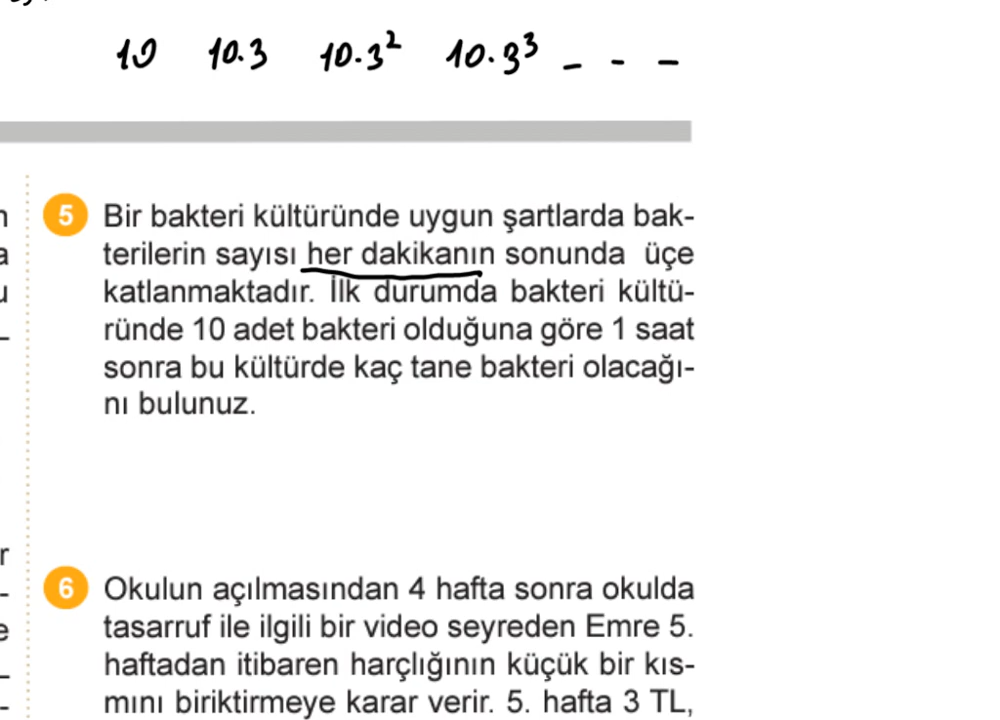 10 10.3 10.3² 10.3³ _ - -
5 Bir bakteri kültüründe uygun şartlarda bak-
terilerin sayısı her dakikanın sonunda üçe
katlanmaktadır. İlk durumda bakteri kültü-
ründe 10 adet bakteri olduğuna göre 1 saat
sonra bu kültürde kaç tane bakteri olacağı-
nı bulunuz.
6 Okulun açılmasından 4 hafta sonra okulda
tasarruf ile ilgili bir video seyreden Emre 5.
haftadan itibaren harçlığının küçük bir kıs-
mını biriktirmeye karar verir. 5. hafta 3 TL,